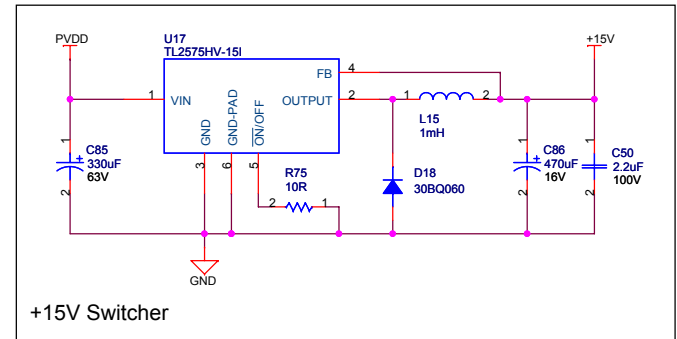 PVDD
U17
TL2575HV-15I
+15V
FB 4
1 VIN
OUTPUT 2
1 2
L15
1mH
GND
GND-PAD
ON/OFF
3
6
5
1
+
C85
330uF
63V
2
R75
10R
2 1
D18
30BQ060
1
+
C86
470uF
16V
2
1
C50
2.2uF
100V
2
GND
+15V Switcher